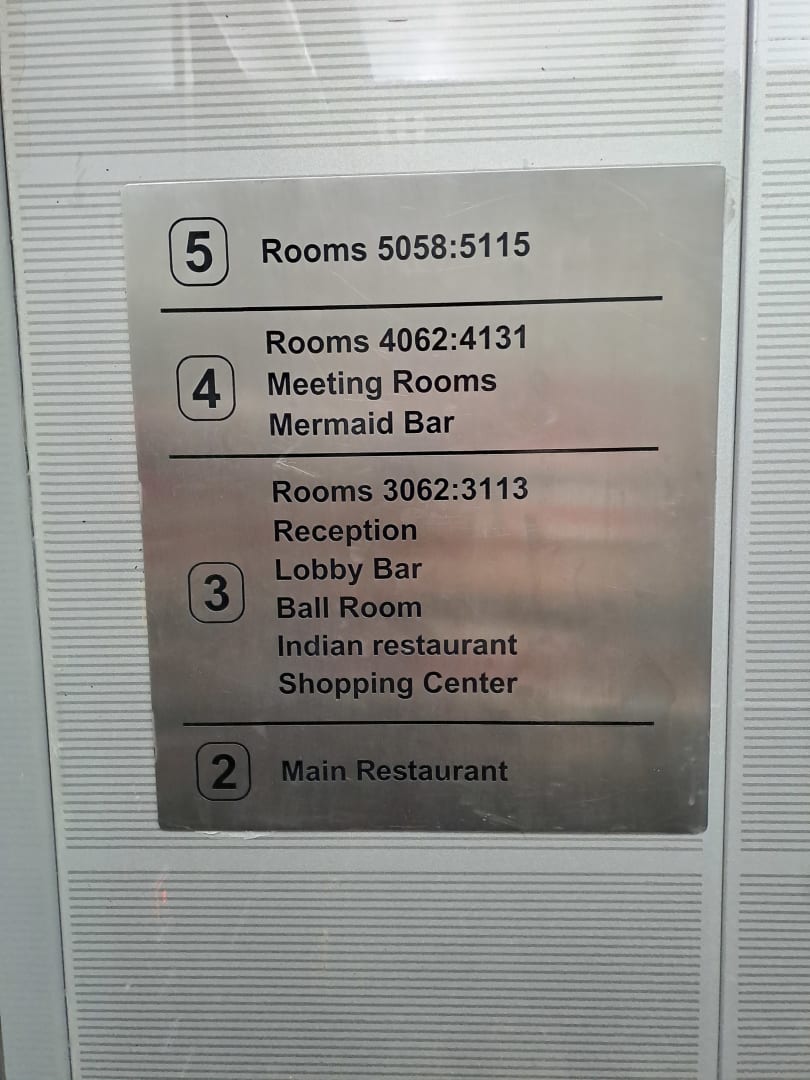 5 Rooms 5058:5115
Rooms 4062:4131
4 Meeting Rooms
Mermaid Bar
Rooms 3062:3113
Reception
Lobby Bar
3 Ball Room
Indian restaurant
Shopping Center
2 Main Restaurant